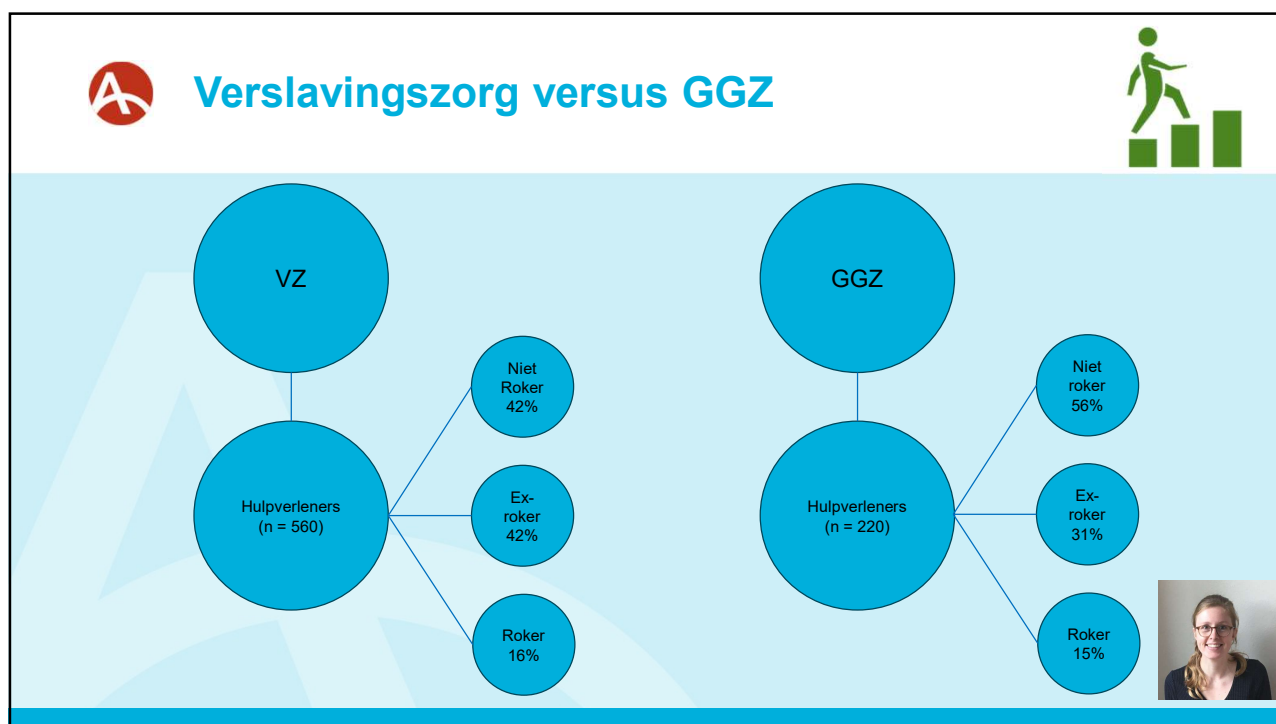 Verslavingszorg versus GGZ
VZ
Niet
Roker
42%
Hulpverleners
(n = 560)
Ex-
roker
42%
Roker
16%
GGZ
Niet
roker
56%
Hulpverleners
(n = 220)
Ex-
roker
31%
Roker
15%